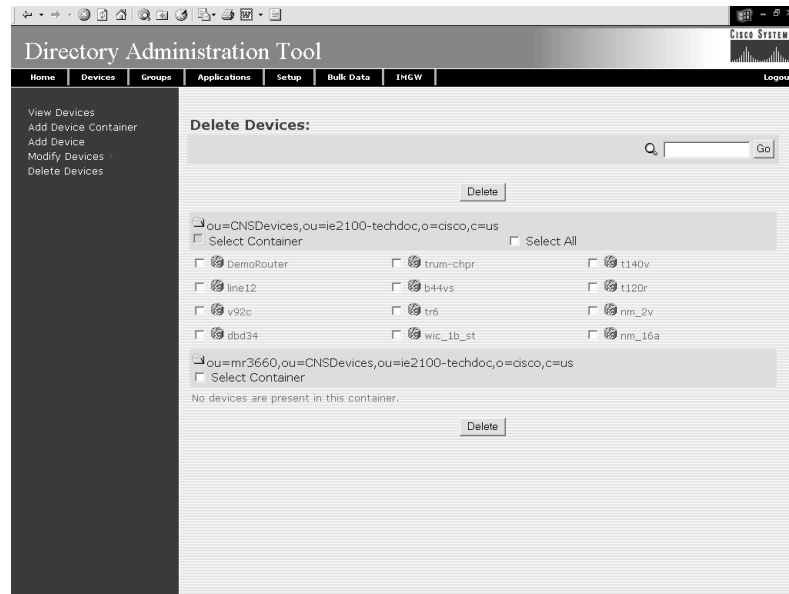 Directory Administration Tool
CISCO SYSTEM
Home Devices Groups Applications Setup Bulk Data IMGW Logou
View Devices
Add Device Container
Add Device
Modify Devices
Delete Devices
Delete Devices:
Go
Delete
ou=CNSDevices,ou=ie2100-techdoc,o=cisco,c=us
Select Container Select All
DemoRouter trum-chpr t140v
line12 b44vs t120r
v92c tr6 nm_2v
dbd34 wic_1b_st nm_16a
ou=mr3660,ou=CNSDevices,ou=ie2100-techdoc,o=cisco,c=us
Select Container
No devices are present in this container.
Delete